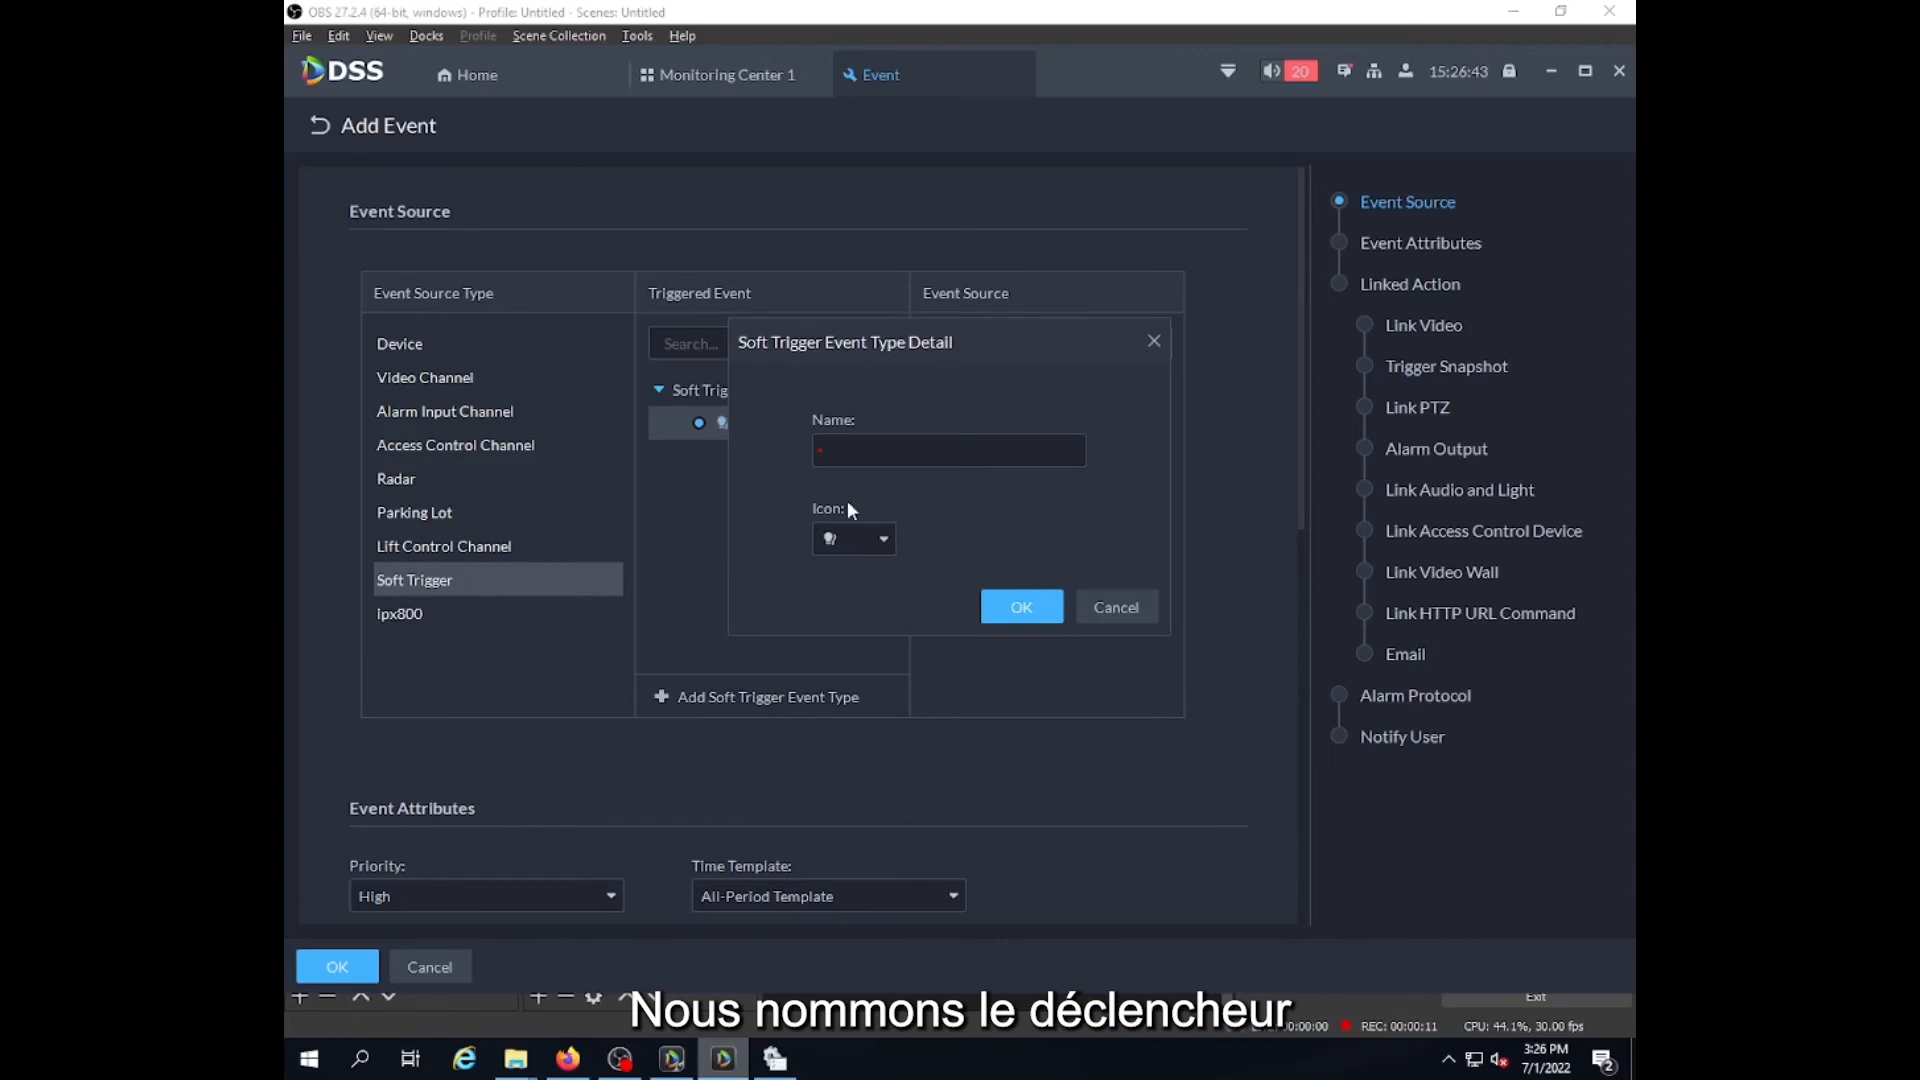 OBS 27.2.4 (64-bit, windows) - Profile: Untitled - Scenes: Untitled
File Edit View Docks Profile Scene Collection Tools Help
DSS Home Monitoring Center 1 Event 20 15:26:43
Add Event
Event Source
Event Source Type Triggered Event Event Source
Device
Video Channel
Alarm Input Channel
Access Control Channel
Radar
Parking Lot
Lift Control Channel
Soft Trigger
ipx800
Search...
Soft Trig
Add Soft Trigger Event Type
Soft Trigger Event Type Detail
Name:
*
Icon:
OK Cancel
Event Attributes
Priority: Time Template:
High All-Period Template
OK Cancel
Event Source
Event Attributes
Linked Action
Link Video
Trigger Snapshot
Link PTZ
Alarm Output
Link Audio and Light
Link Access Control Device
Link Video Wall
Link HTTP URL Command
Email
Alarm Protocol
Notify User
Exit
Nous nommons le déclencheur
00:00:00 REC: 00:00:11 CPU: 44.1%, 30.00 fps
3:26 PM
7/1/2022
2